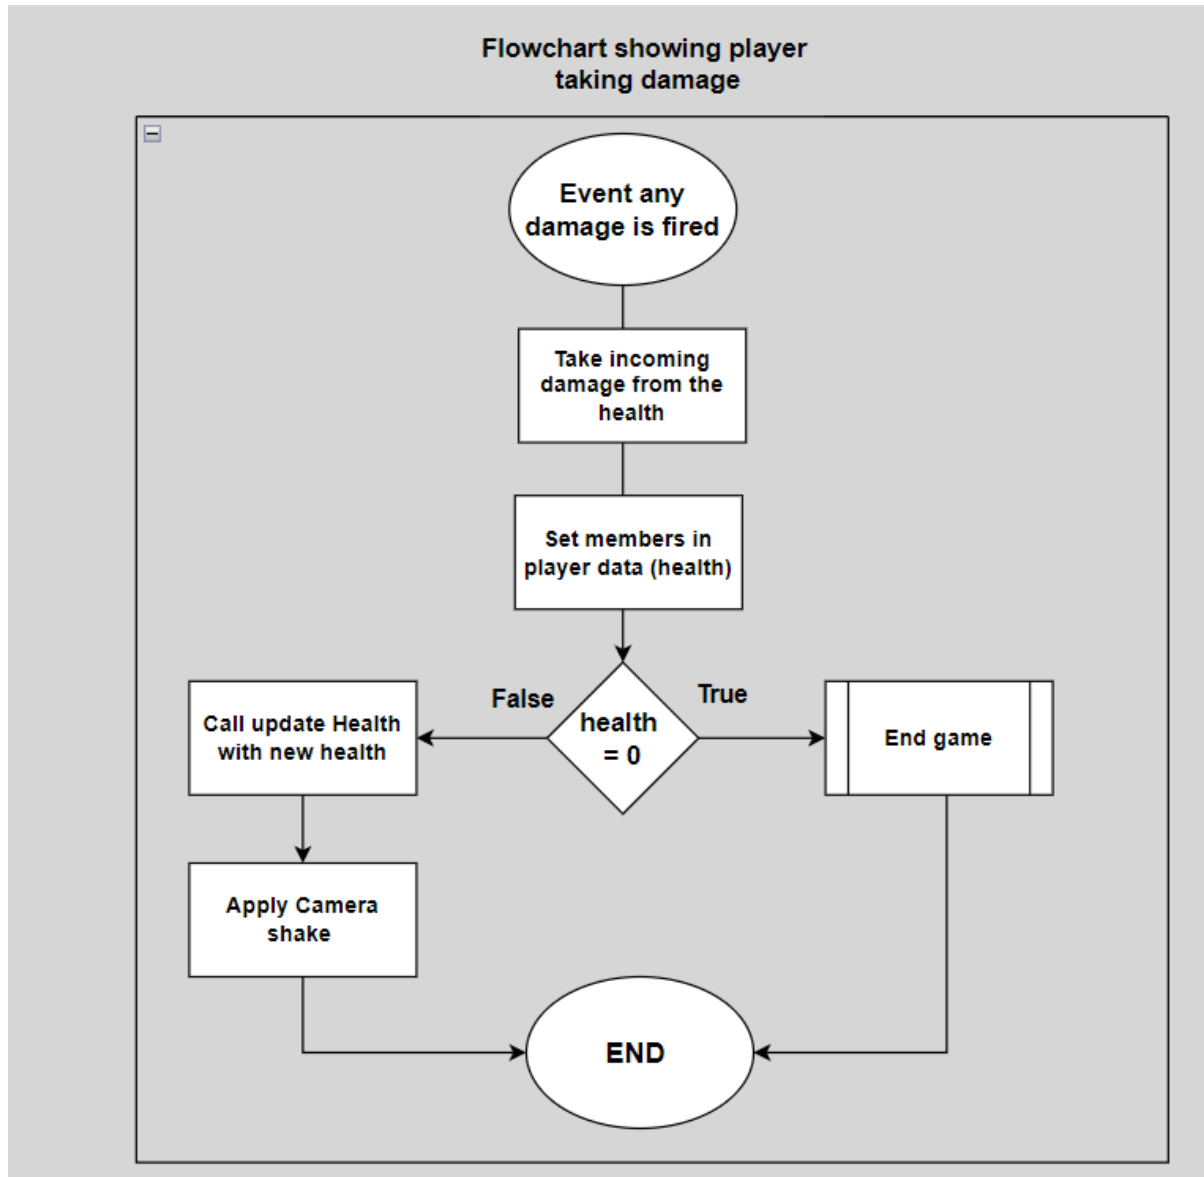 Flowchart showing player
taking damage
Event any
damage is fired
Take incoming
damage from the
health
Set members in
player data (health)
False
health
= 0
True
Call update Health
with new health
End game
Apply Camera
shake
END